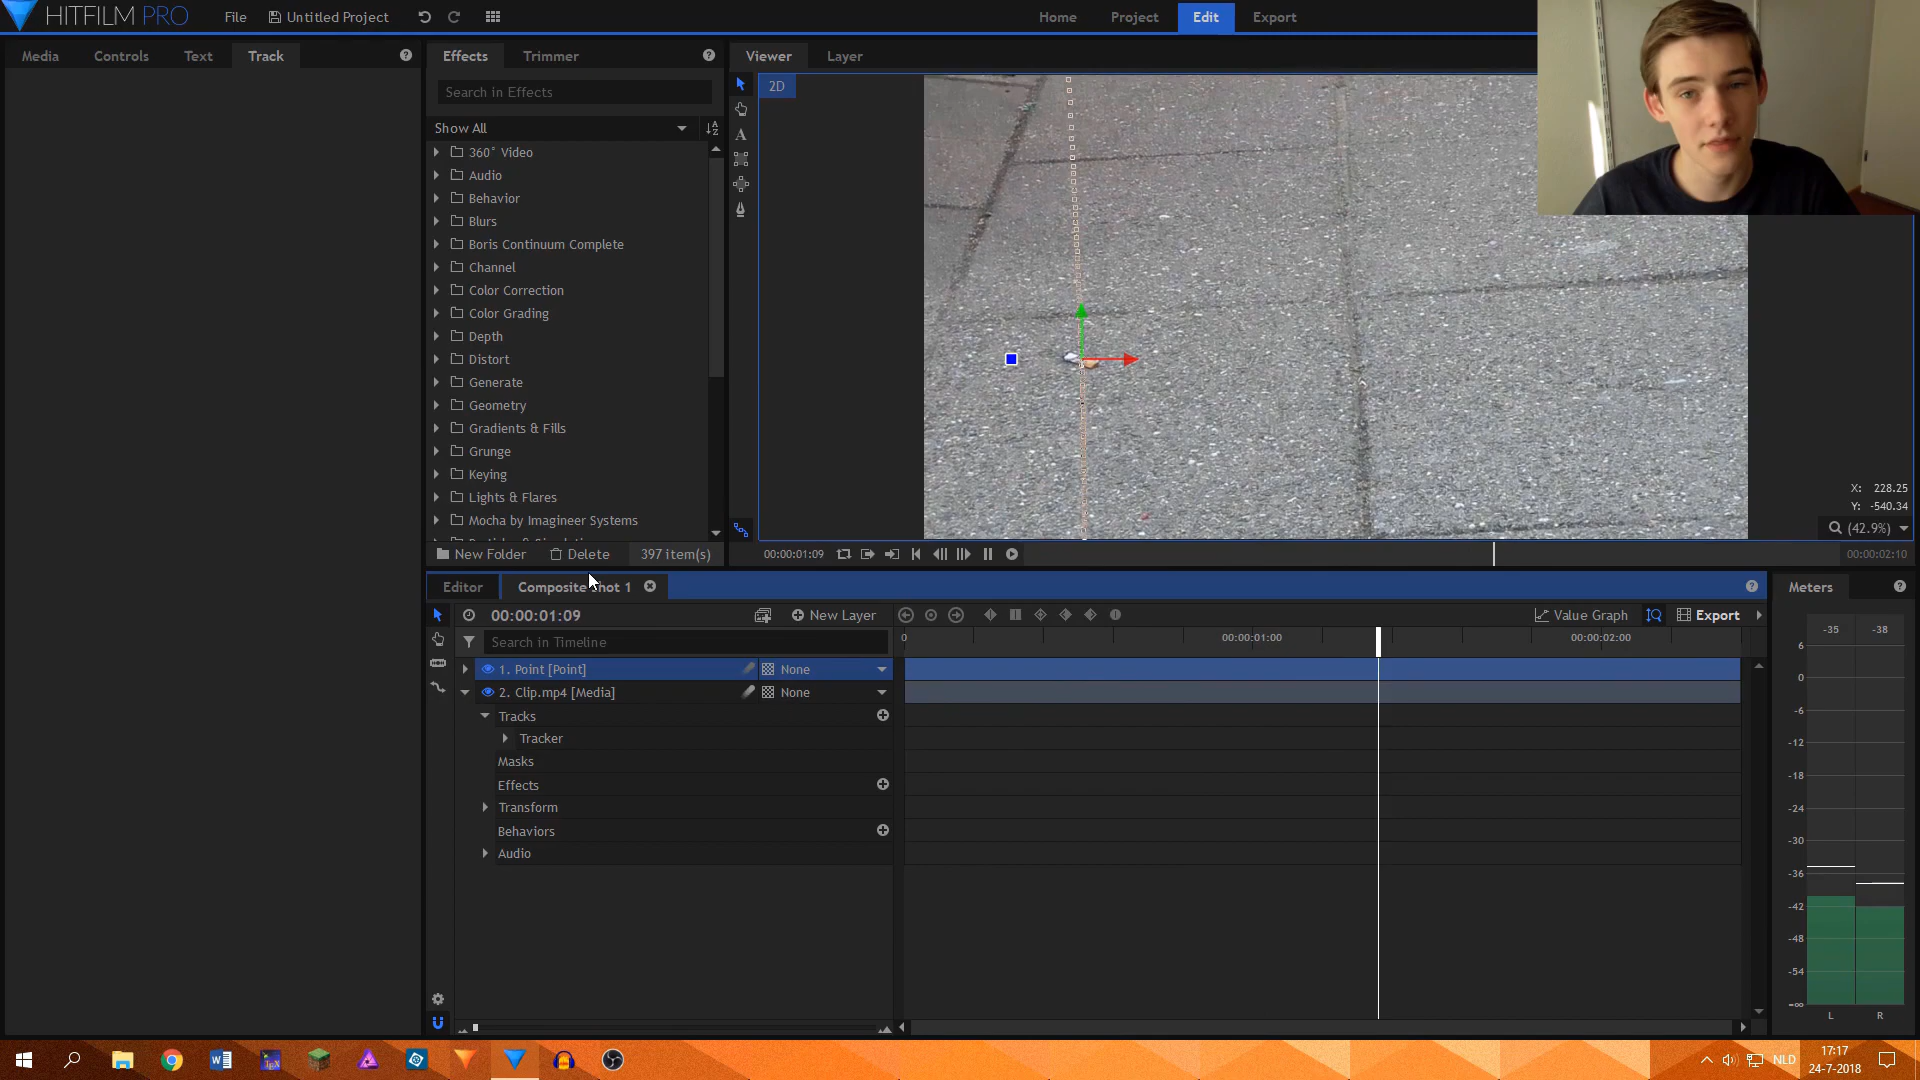 HITFILM PRO File Untitled Project Home Project Edit Export
Media Controls Text Track Effects Trimmer Viewer Layer
Search in Effects
2D
Show All
360° Video
Audio
Behavior
Blurs
Boris Continuum Complete
Channel
Color Correction
Color Grading
Depth
Distort
Generate
Geometry
Gradients & Fills
Grunge
Keying
Lights & Flares
Mocha by Imagineer Systems
X: 228.25
Y: -540.34
(42.9%)
New Folder Delete 397 item(s) 00:00:01:09 00:00:02:10
Editor Composite Shot 1 Meters
00:00:01:09 New Layer Value Graph Export
Search in Timeline 0 00:00:01:00 00:00:02:00
1. Point [Point] None
2. Clip.mp4 [Media] None
Tracks
Tracker
Masks
Effects
Transform
Behaviors
Audio
-35 -38
6
0
-6
-12
-18
-24
-30
-36
-42
-48
-54
-∞
L R
NLD
17:17
24-7-2018